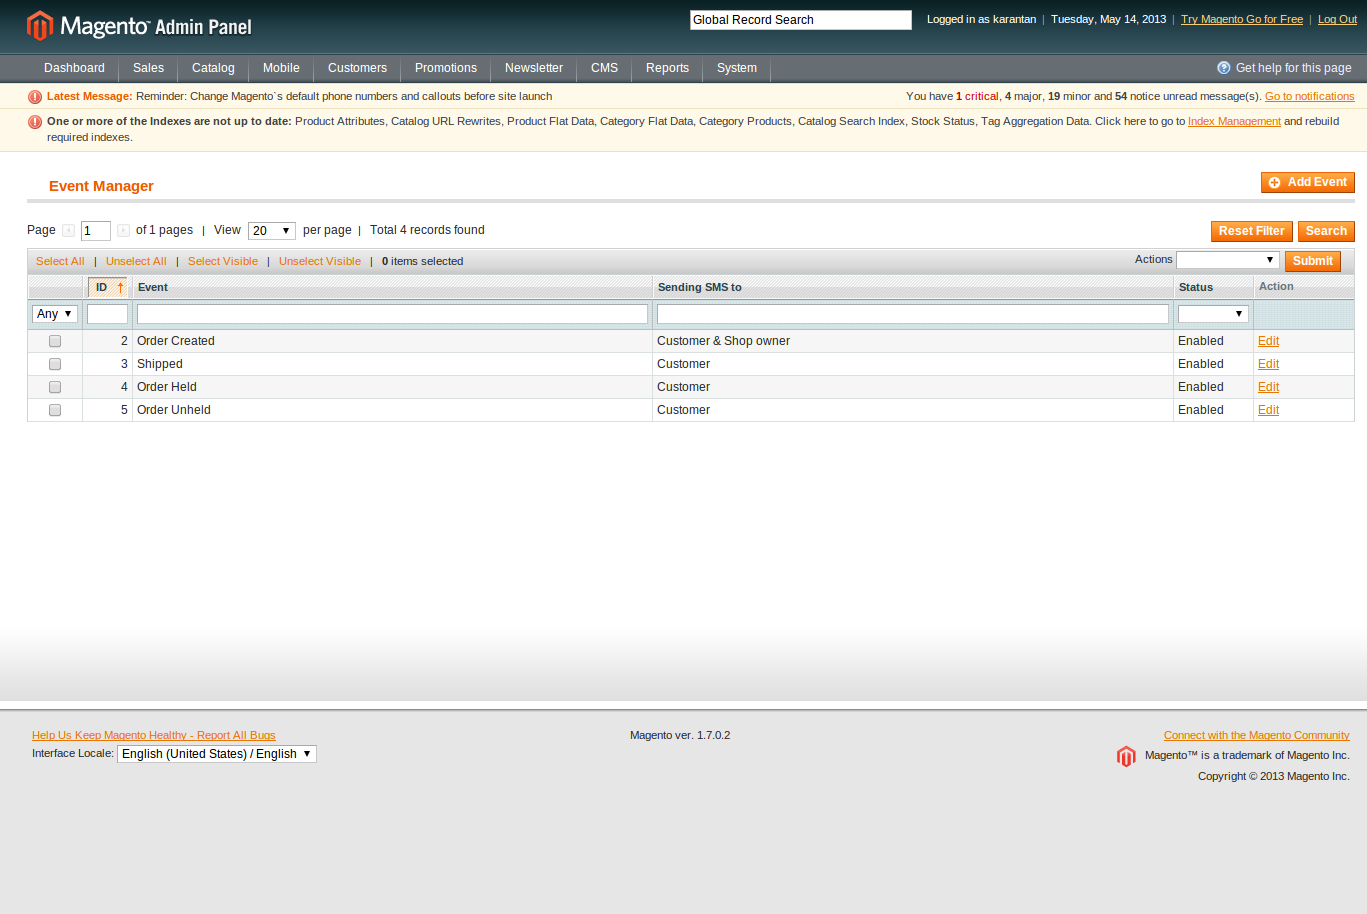 Magento™ Admin Panel
Global Record Search
Logged in as karantan | Tuesday, May 14, 2013 | Try Magento Go for Free | Log Out
Dashboard Sales Catalog Mobile Customers Promotions Newsletter CMS Reports System Get help for this page
Latest Message: Reminder: Change Magento`s default phone numbers and callouts before site launch You have 1 critical, 4 major, 19 minor and 54 notice unread message(s). Go to notifications
One or more of the Indexes are not up to date: Product Attributes, Catalog URL Rewrites, Product Flat Data, Category Flat Data, Category Products, Catalog Search Index, Stock Status, Tag Aggregation Data. Click here to go to Index Management and rebuild
required indexes.
Event Manager Add Event
Page 1 of 1 pages | View 20 per page | Total 4 records found Reset Filter Search
Select All | Unselect All | Select Visible | Unselect Visible | 0 items selected Actions Submit
ID Event Sending SMS to Status Action
Any
2 Order Created Customer & Shop owner Enabled Edit
3 Shipped Customer Enabled Edit
4 Order Held Customer Enabled Edit
5 Order Unheld Customer Enabled Edit
Help Us Keep Magento Healthy - Report All Bugs Magento ver. 1.7.0.2 Connect with the Magento Community
Interface Locale: English (United States) / English Magento™ is a trademark of Magento Inc.
Copyright © 2013 Magento Inc.